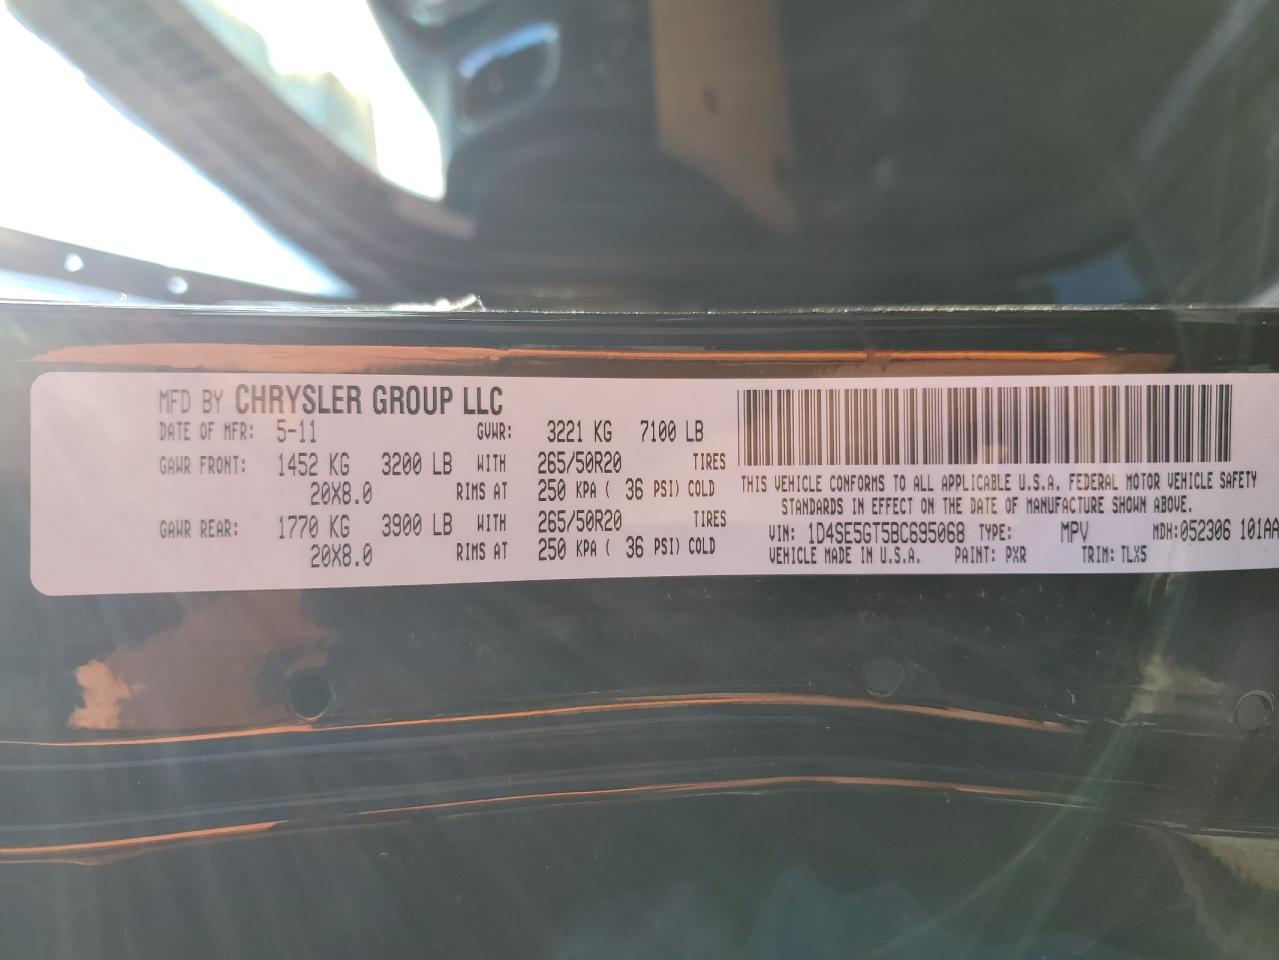 MFD BY CHRYSLER GROUP LLC
DATE OF MFR: 5-11 GVWR: 3221 KG 7100 LB
GAWR FRONT: 1452 KG 3200 LB WITH 265/50R20 TIRES
20X8.0 RIMS AT 250 KPA ( 36 PSI) COLD
GAWR REAR: 1770 KG 3900 LB WITH 265/50R20 TIRES
20X8.0 RIMS AT 250 KPA ( 36 PSI) COLD
THIS VEHICLE CONFORMS TO ALL APPLICABLE U.S.A. FEDERAL MOTOR VEHICLE SAFETY
STANDARDS IN EFFECT ON THE DATE OF MANUFACTURE SHOWN ABOVE.
VIN: 1D4SE5GT5BC695068 TYPE: MPV MDH:052306 101AA
VEHICLE MADE IN U.S.A. PAINT: PXR TRIM: TLX5